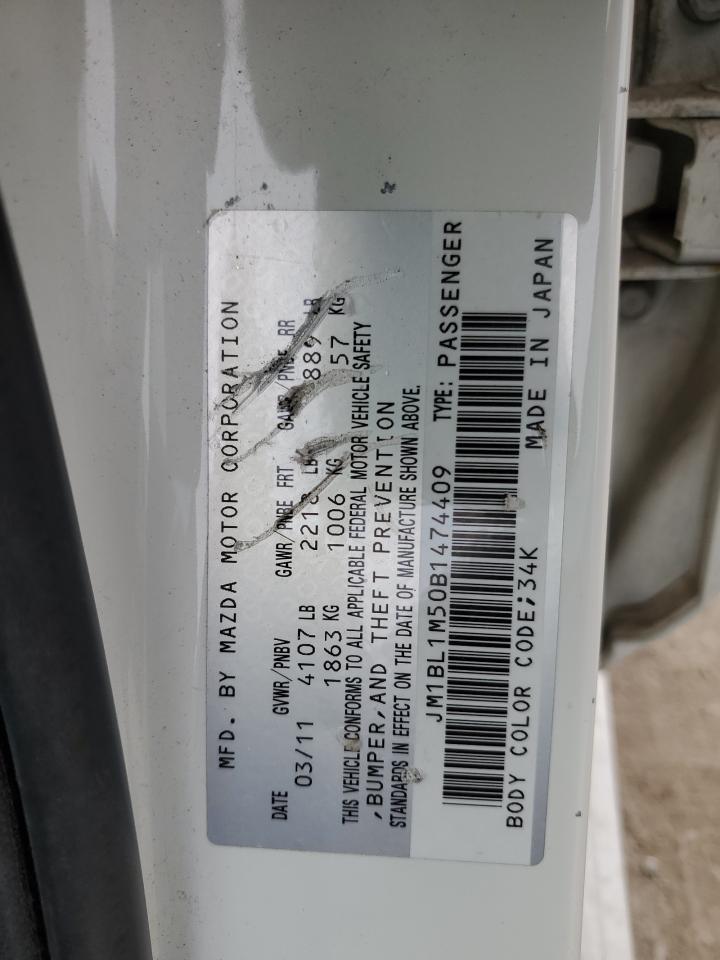 MFD. BY MAZDA MOTOR CORPORATION
DATE GVWR/PNBV GAWR/PNBE FRT GAWR/PNBE RR
03/11 4107 LB 2218 LB LB
1863 KG 1006 KG KG
THIS VEHICLE CONFORMS TO ALL APPLICABLE FEDERAL MOTOR VEHICLE SAFETY
,BUMPER,AND THEFT PREVENTION
STANDARDS IN EFFECT ON THE DATE OF MANUFACTURE SHOWN ABOVE.
JM1BL1M50B1474409 TYPE: PASSENGER
BODY COLOR CODE;34K MADE IN JAPAN